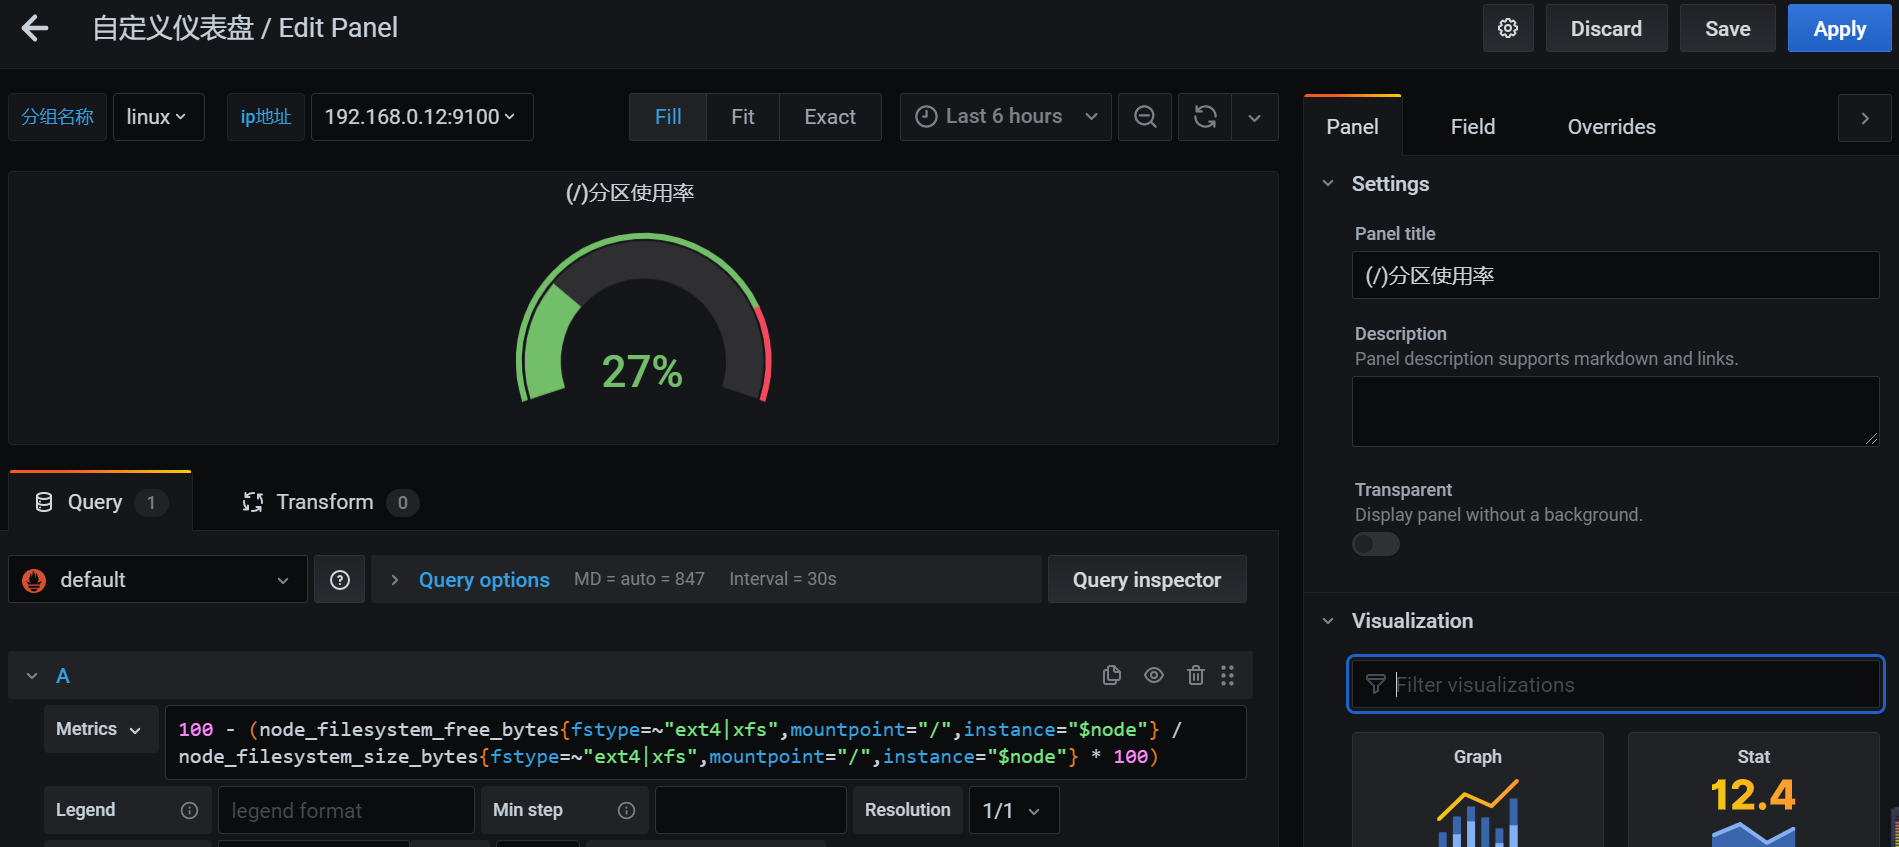 自定义仪表盘 / Edit Panel
Discard
Save
Apply
分组名称
linux
ip地址
192.168.0.12:9100
Fill
Fit
Exact
Last 6 hours
Panel
Field
Overrides
(/)分区使用率
27%
Settings
Panel title
(/)分区使用率
Description
Panel description supports markdown and links.
Transparent
Display panel without a background.
Query 1
Transform 0
default
Query options MD = auto = 847 Interval = 30s
Query inspector
Visualization
Filter visualizations
A
Metrics
100 - (node_filesystem_free_bytes{fstype=~"ext4|xfs",mountpoint="/",instance="$node"} /
node_filesystem_size_bytes{fstype=~"ext4|xfs",mountpoint="/",instance="$node"} * 100)
Legend
legend format
Min step
Resolution
1/1
Graph
Stat
12.4